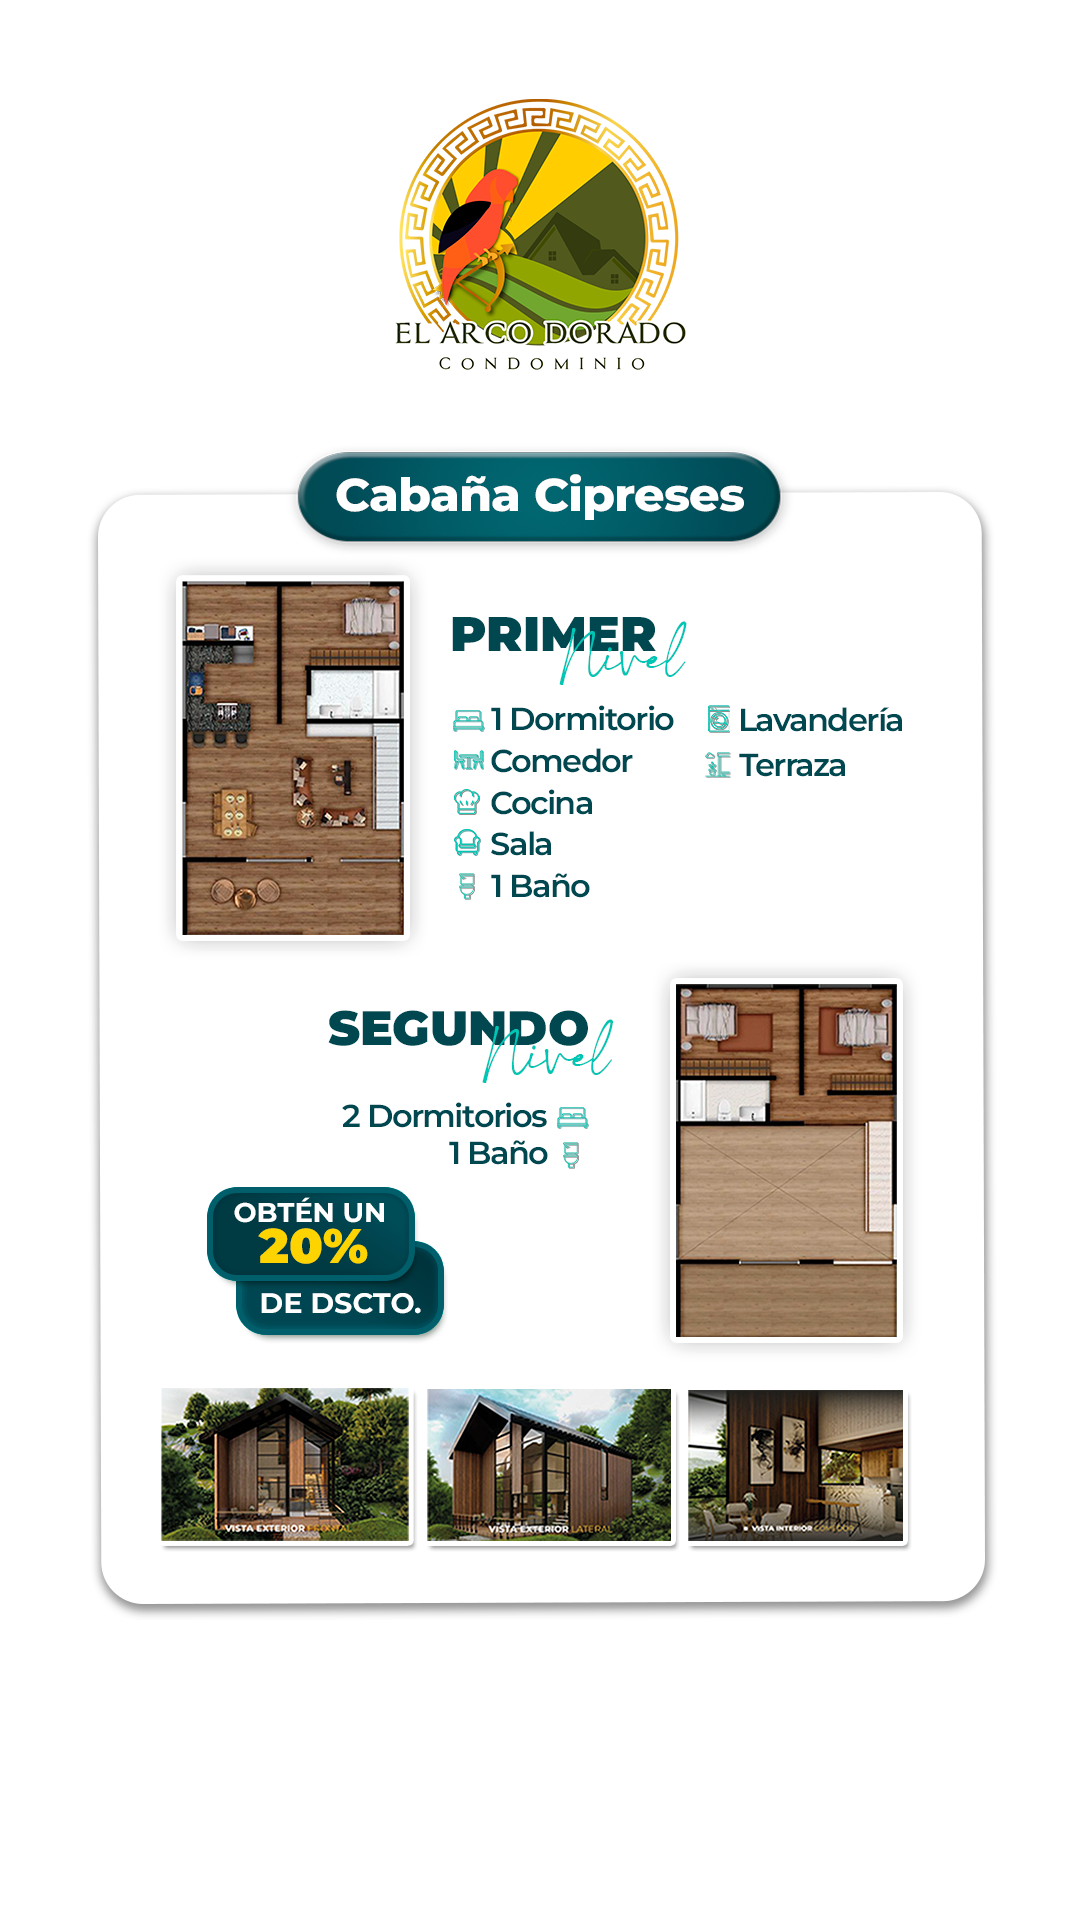 EL ARCO DORADO
CONDOMINIO
Cabaña Cipreses
PRIMER
Nivel
1 Dormitorio
Comedor
Cocina
Sala
1 Baño
Lavandería
Terraza
SEGUNDO
Nivel
2 Dormitorios
1 Baño
OBTÉN UN
20%
DE DSCTO.
VISTA EXTERIOR FRONTAL
VISTA EXTERIOR LATERAL
VISTA INTERIOR COMEDOR